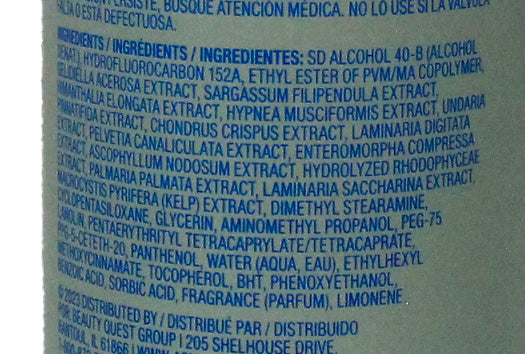 PERSISTE, BUSQUE ATENCIÓN MÉDICA. NO LO USE SI LA VÁLVULA
FALTA O ESTÁ DEFECTUOSA.
INGREDIENTS / INGRÉDIENTS / INGREDIENTES: SD ALCOHOL 40-B (ALCOHOL
DENAT.), HYDROFLUOROCARBON 152A, ETHYL ESTER OF PVM/MA COPOLYMER,
GELIDIELLA ACEROSA EXTRACT, SARGASSUM FILIPENDULA EXTRACT,
HIMANTHALIA ELONGATA EXTRACT, HYPNEA MUSCIFORMIS EXTRACT, UNDARIA
PINNATIFIDA EXTRACT, CHONDRUS CRISPUS EXTRACT, LAMINARIA DIGITATA
EXTRACT, PELVETIA CANALICULATA EXTRACT, ENTEROMORPHA COMPRESSA
EXTRACT, ASCOPHYLLUM NODOSUM EXTRACT, HYDROLYZED RHODOPHYCEAE
EXTRACT, PALMARIA PALMATA EXTRACT, LAMINARIA SACCHARINA EXTRACT,
MACROCYSTIS PYRIFERA (KELP) EXTRACT, DIMETHYL STEARAMINE,
CYCLOPENTASILOXANE, GLYCERIN, AMINOMETHYL PROPANOL, PEG-75
LANOLIN, PENTAERYTHRITYL TETRACAPRYLATE/TETRACAPRATE,
PPG-5-CETETH-20, PANTHENOL, WATER (AQUA, EAU), ETHYLHEXYL
METHOXYCINNAMATE, TOCOPHEROL, BHT, PHENOXYETHANOL,
BENZOIC ACID, SORBIC ACID, FRAGRANCE (PARFUM), LIMONENE.
© 2023 DISTRIBUTED BY / DISTRIBUÉ PAR / DISTRIBUIDO
POR: BEAUTY QUEST GROUP | 205 SHELHOUSE DRIVE,
RANTOUL, IL 61866 | WWW.